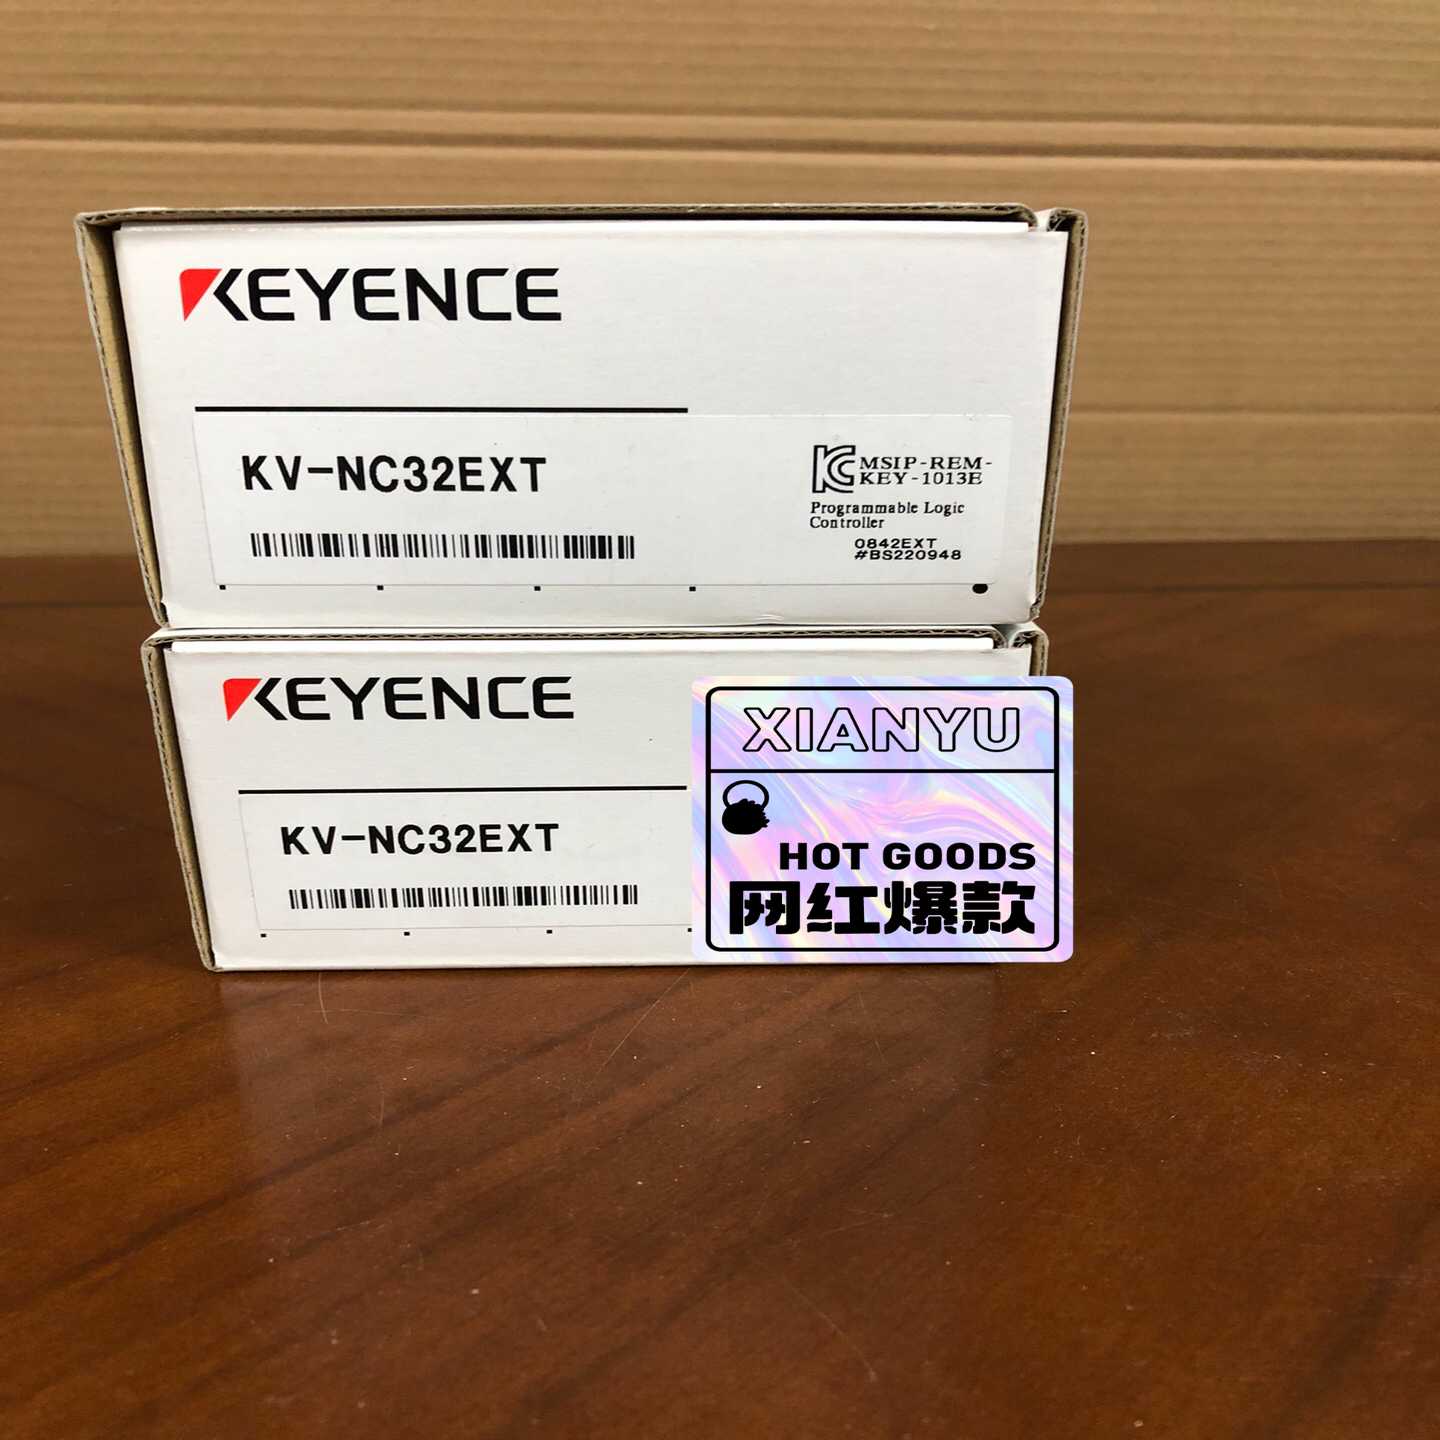 KEYENCE
KV-NC32EXT
MSIP-REM-
KEY-1013E
Programmable Logic
Controller
0842EXT
#BS220948
KEYENCE
KV-NC32EXT
XIANYU
HOT GOODS
网红爆款